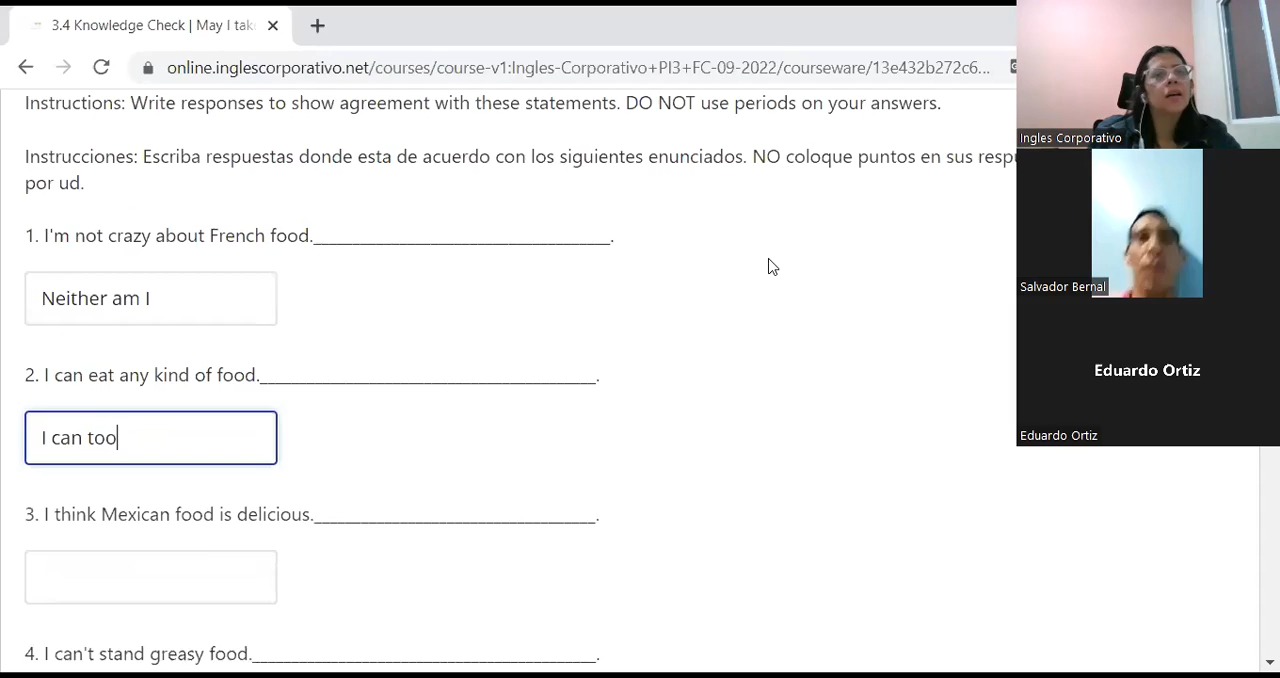 3.4 Knowledge Check | May I tak
online.inglescorporativo.net/courses/course-v1:Ingles-Corporativo+PI3+FC-09-2022/courseware/13e432b272c6...
Instructions: Write responses to show agreement with these statements. DO NOT use periods on your answers.
Instrucciones: Escriba respuestas donde esta de acuerdo con los siguientes enunciados. NO coloque puntos en sus resp
por ud.
1. I'm not crazy about French food.___________________________________.
Neither am I
2. I can eat any kind of food.________________________________________.
I can too
3. I think Mexican food is delicious._________________________________.
4. I can't stand greasy food.________________________________________.
Ingles Corporativo
Salvador Bernal
Eduardo Ortiz
Eduardo Ortiz